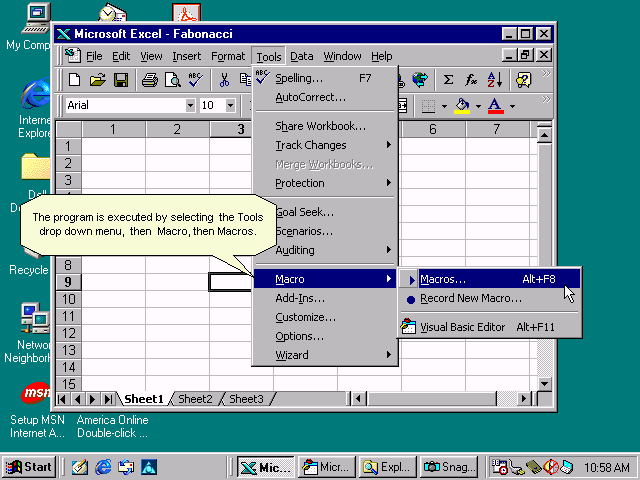 My Comp
Microsoft Excel - Fabonacci
File Edit View Insert Format Tools Data Window Help
Arial 10
Interne
Explore
Spelling... F7
AutoCorrect...
Share Workbook...
Track Changes
Merge Workbooks...
Protection
Goal Seek...
Scenarios...
Auditing
Macro
Add-Ins...
Customize...
Options...
Wizard
Macros... Alt+F8
Record New Macro...
Visual Basic Editor Alt+F11
1 2 3 6 7
1
2
3
4
8
9
10
11
12
13
14
15
The program is executed by selecting the Tools
drop down menu, then Macro, then Macros.
Recycle
Netwo
Neighborh
msn
Sheet1 Sheet2 Sheet3
Setup MSN
Internet A...
America Online
Double-click ...
Start Mic... Micr... Expl... Snag... 10:58 AM